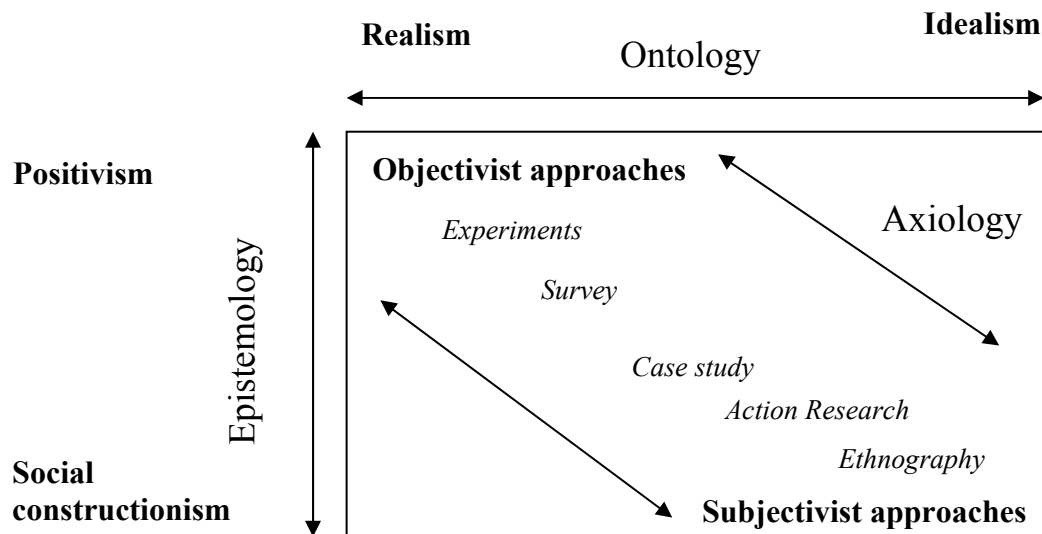 Realism
Idealism
Ontology
Positivism
Objectivist approaches
Axiology
Experiments
Survey
Epistemology
Case study
Action Research
Ethnography
Social
constructionism
Subjectivist approaches